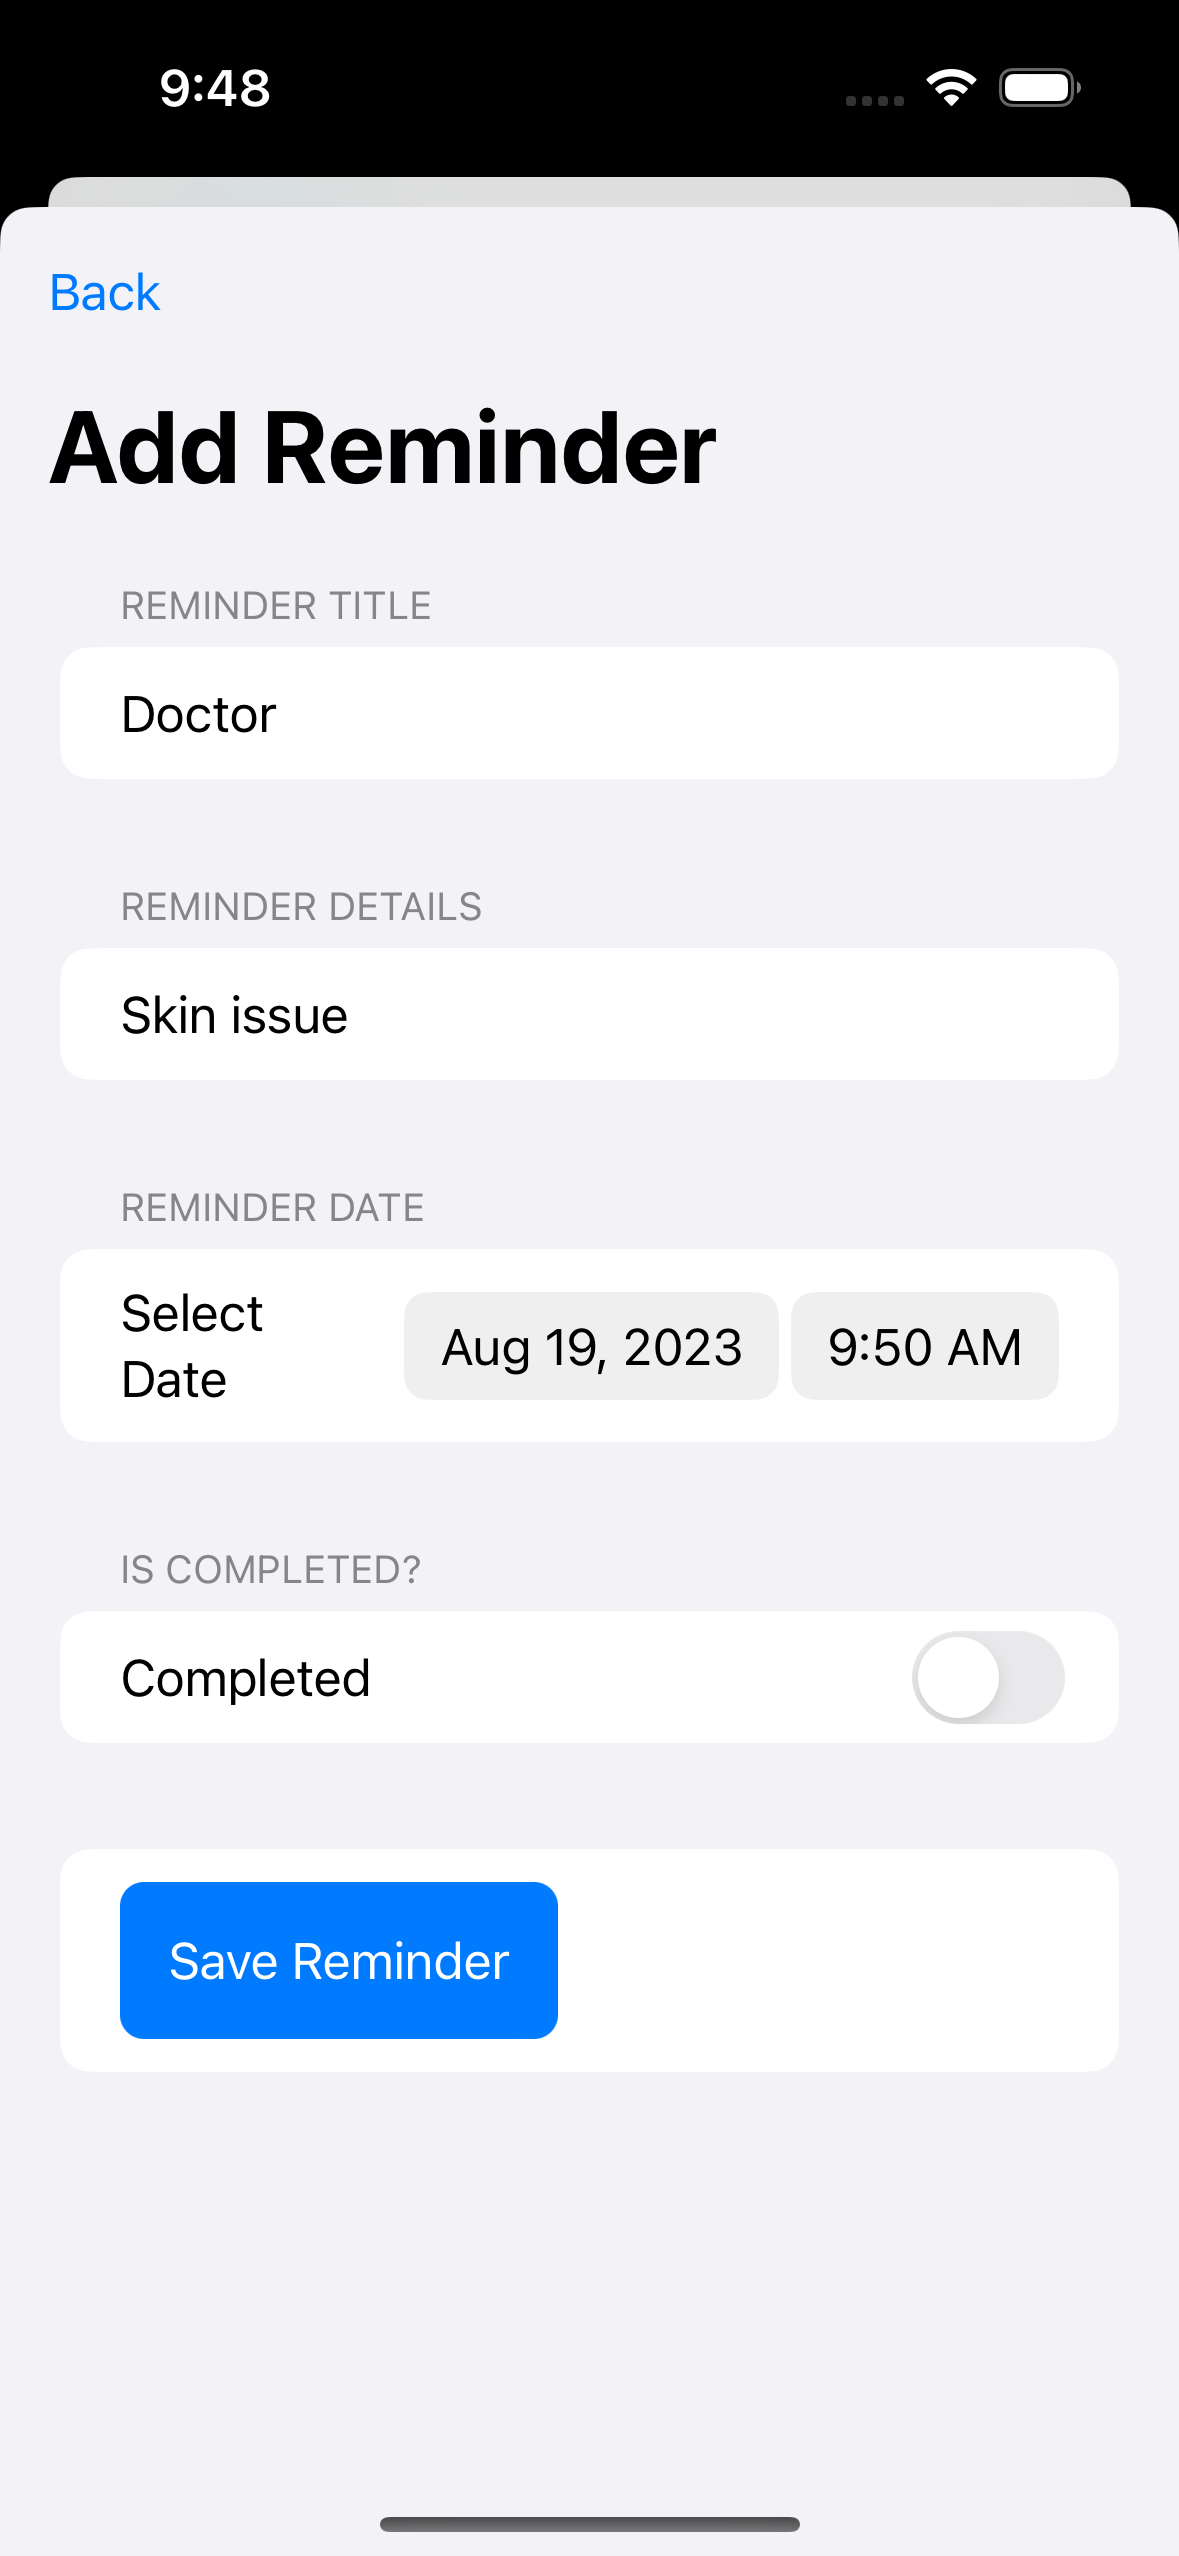 9:48
Back
Add Reminder
REMINDER TITLE
Doctor
REMINDER DETAILS
Skin issue
REMINDER DATE
Select
Date
Aug 19, 2023 9:50 AM
IS COMPLETED?
Completed
Save Reminder